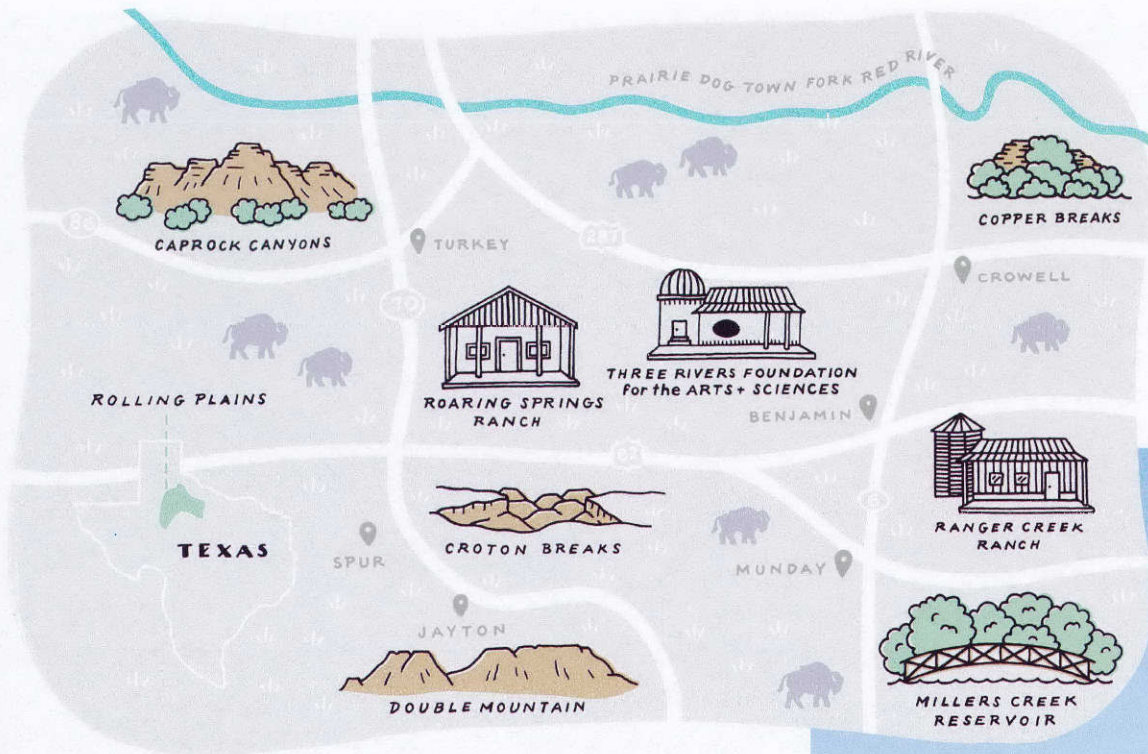 PRAIRIE DOG TOWN FORK RED RIVER
CAPROCK CANYONS
COPPER BREAKS
86
TURKEY
287
CROWELL
70
THREE RIVERS FOUNDATION
for the ARTS + SCIENCES
ROLLING PLAINS
ROARING SPRINGS
RANCH
BENJAMIN
82
6
RANGER CREEK
RANCH
TEXAS
SPUR
CROTON BREAKS
MUNDAY
JAYTON
DOUBLE MOUNTAIN
MILLERS CREEK
RESERVOIR